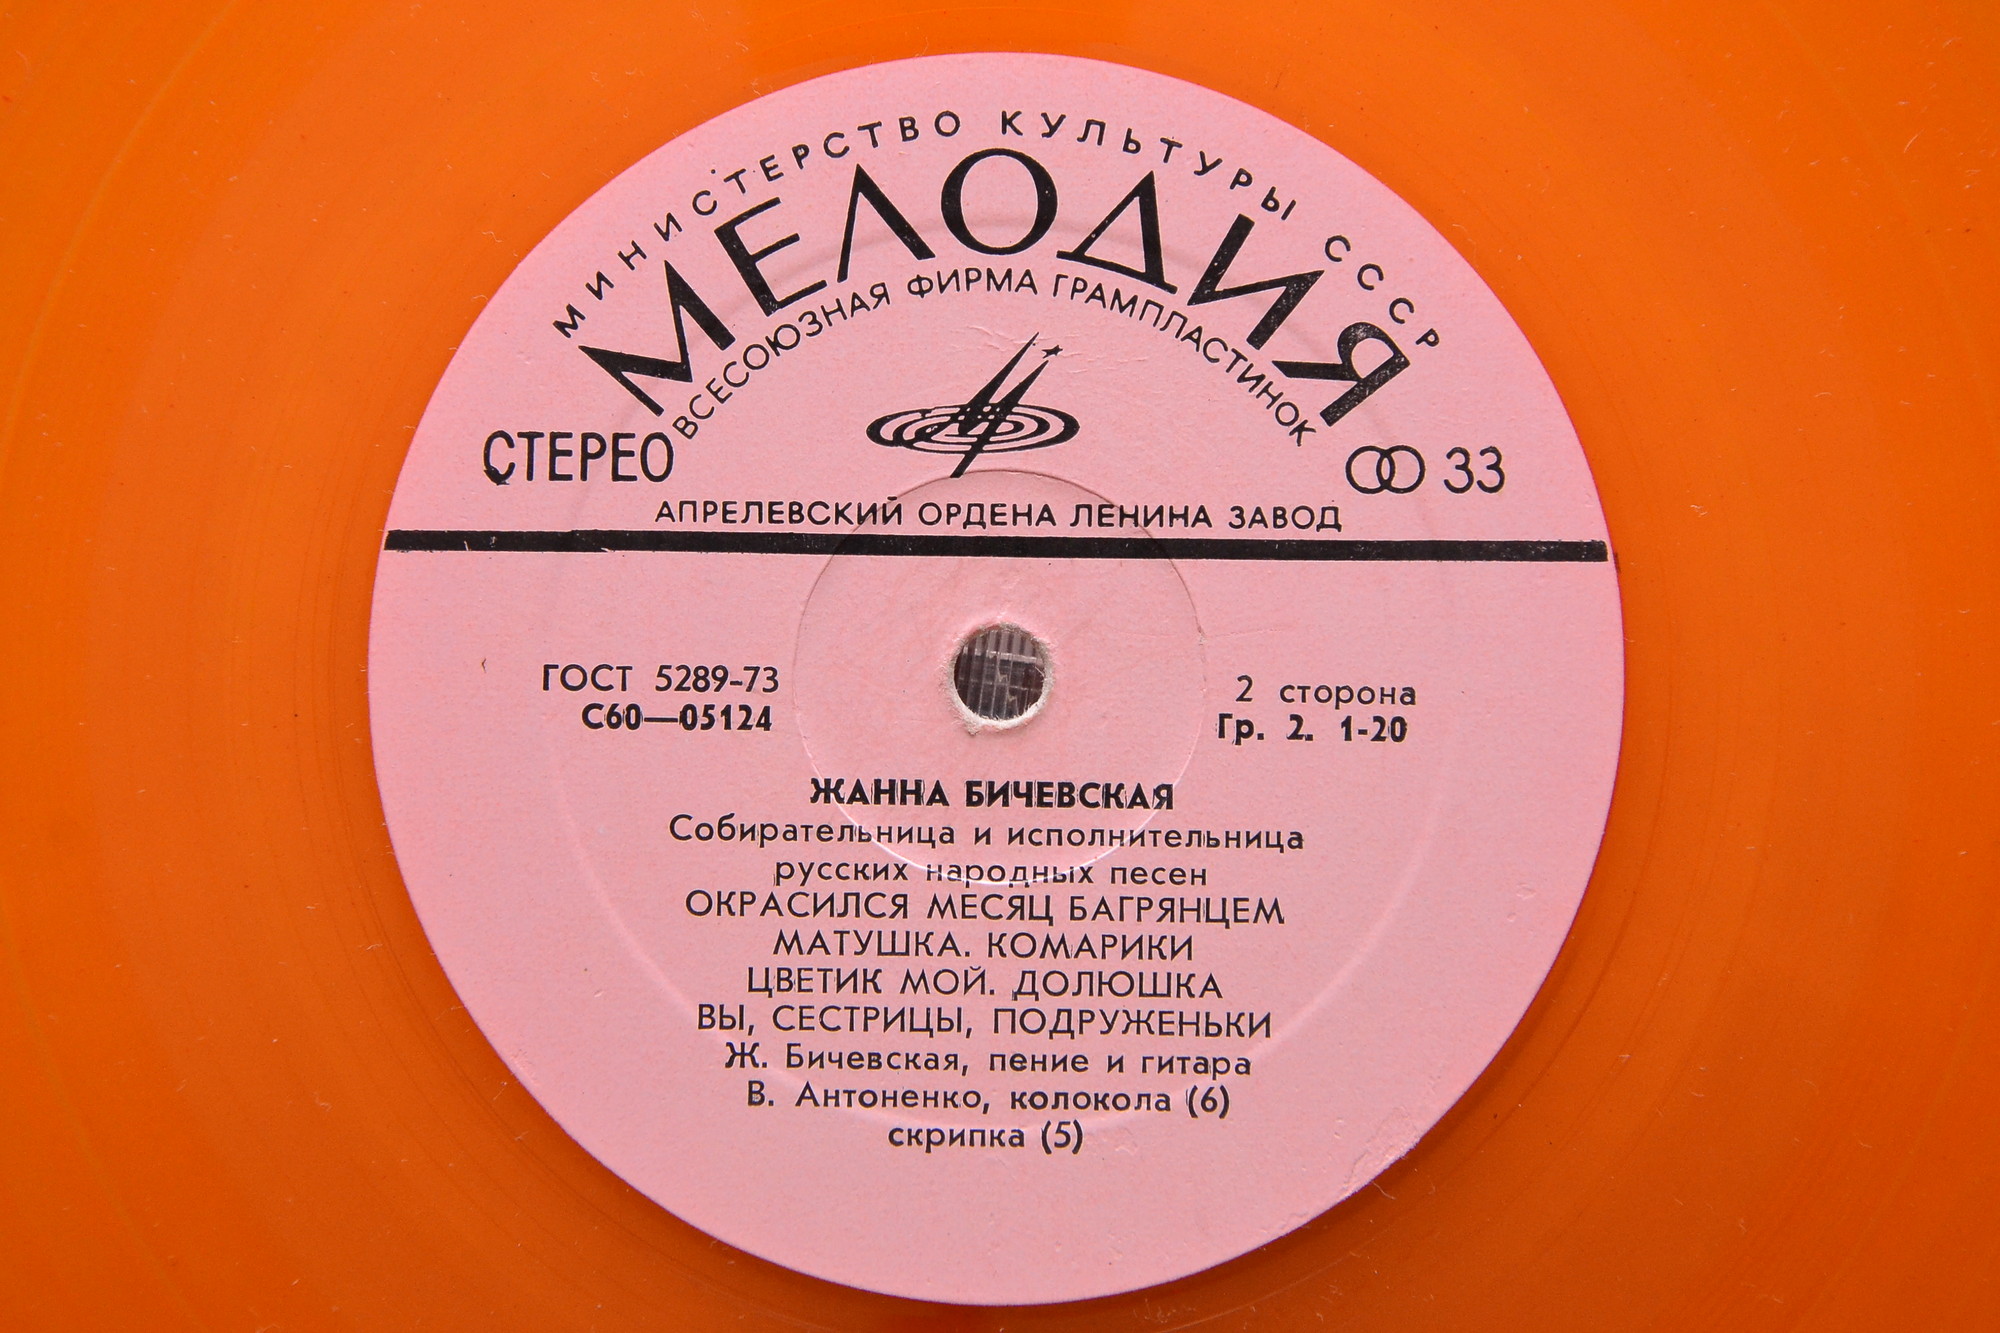 МИНИСТЕРСТВО КУЛЬТУРЫ СССР
МЕЛОДИЯ
ВСЕСОЮЗНАЯ ФИРМА ГРАМПЛАСТИНОК
СТЕРЕО
33
АПРЕЛЕВСКИЙ ОРДЕНА ЛЕНИНА ЗАВОД
ГОСТ 5289-73
С60—05124
2 сторона
Гр. 2. 1-20
ЖАННА БИЧЕВСКАЯ
Собирательница и исполнительница
русских народных песен
ОКРАСИЛСЯ МЕСЯЦ БАГРЯНЦЕМ
МАТУШКА. КОМАРИКИ
ЦВЕТИК МОЙ. ДОЛЮШКА
ВЫ, СЕСТРИЦЫ, ПОДРУЖЕНЬКИ
Ж. Бичевская, пение и гитара
В. Антоненко, колокола (6)
скрипка (5)